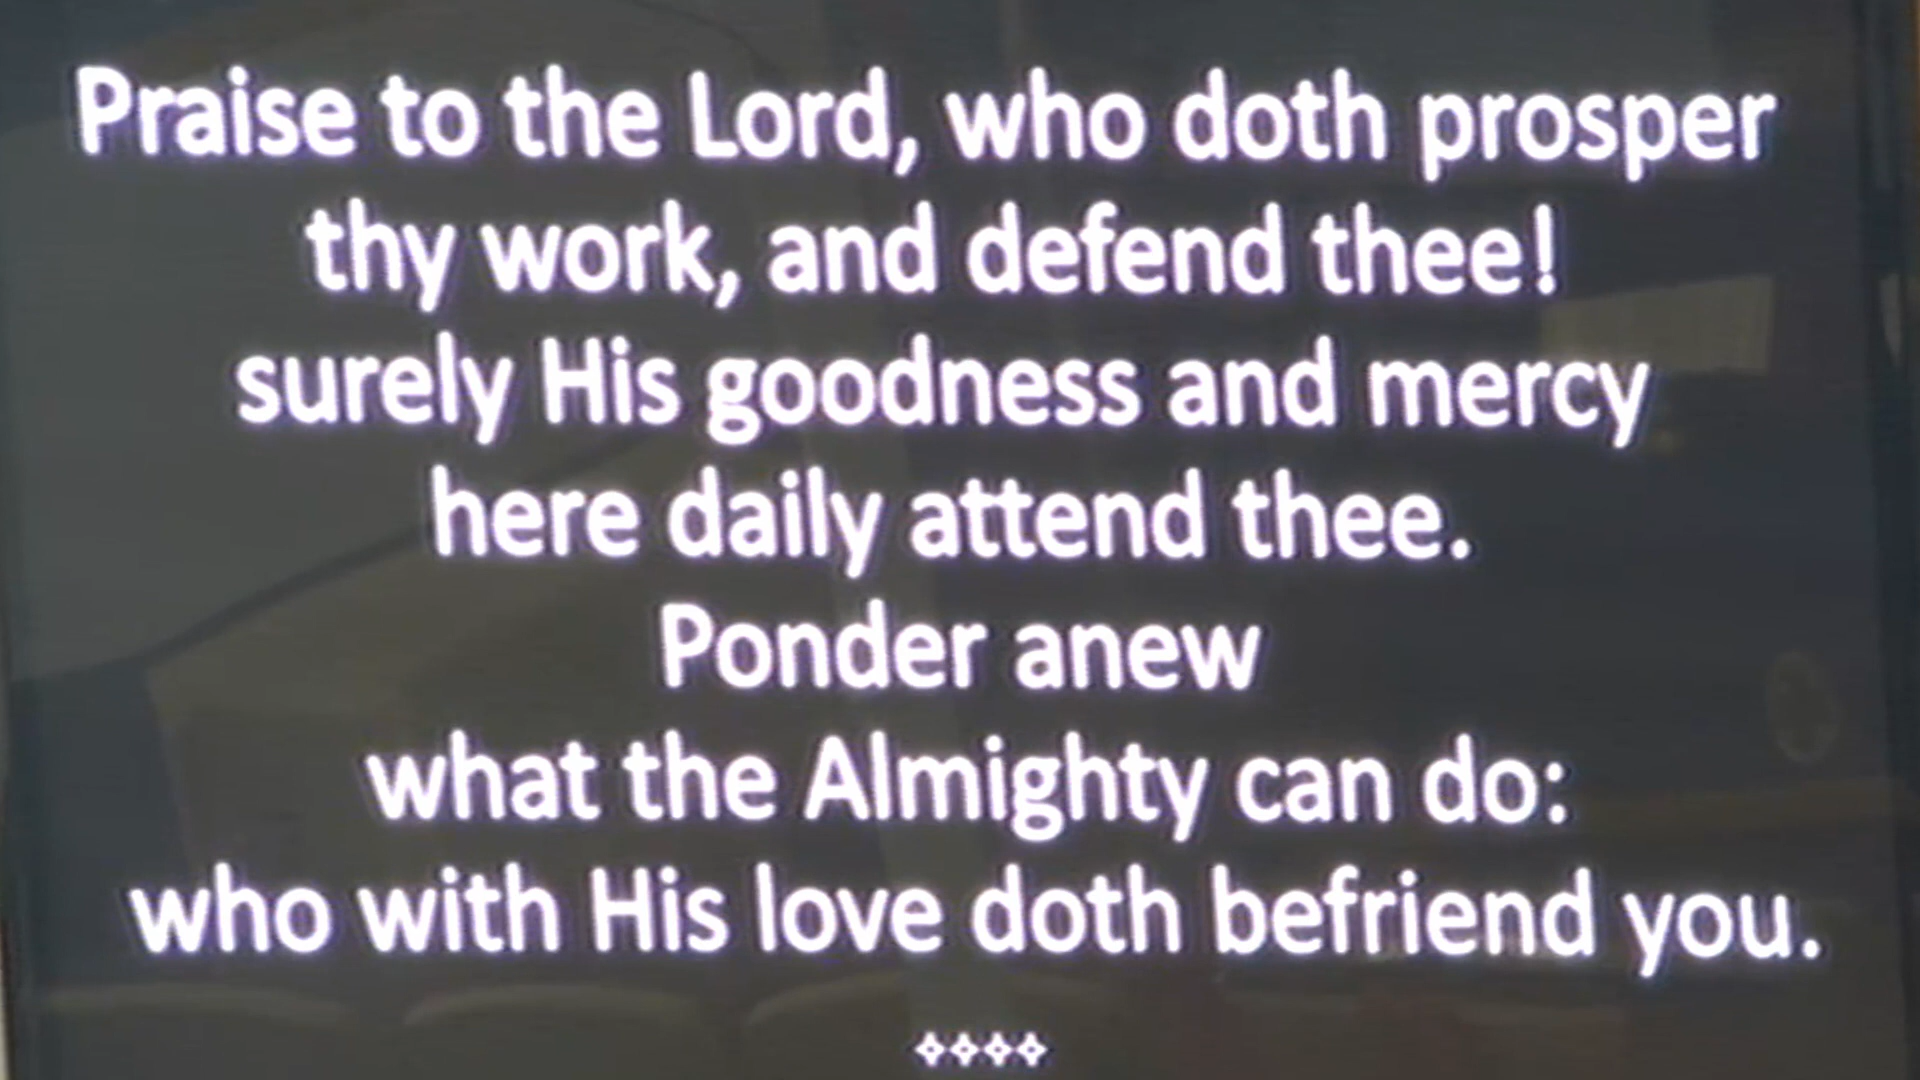 Praise to the Lord, who doth prosper
thy work, and defend thee!
surely His goodness and mercy
here daily attend thee.
Ponder anew
what the Almighty can do:
who with His love doth befriend you.